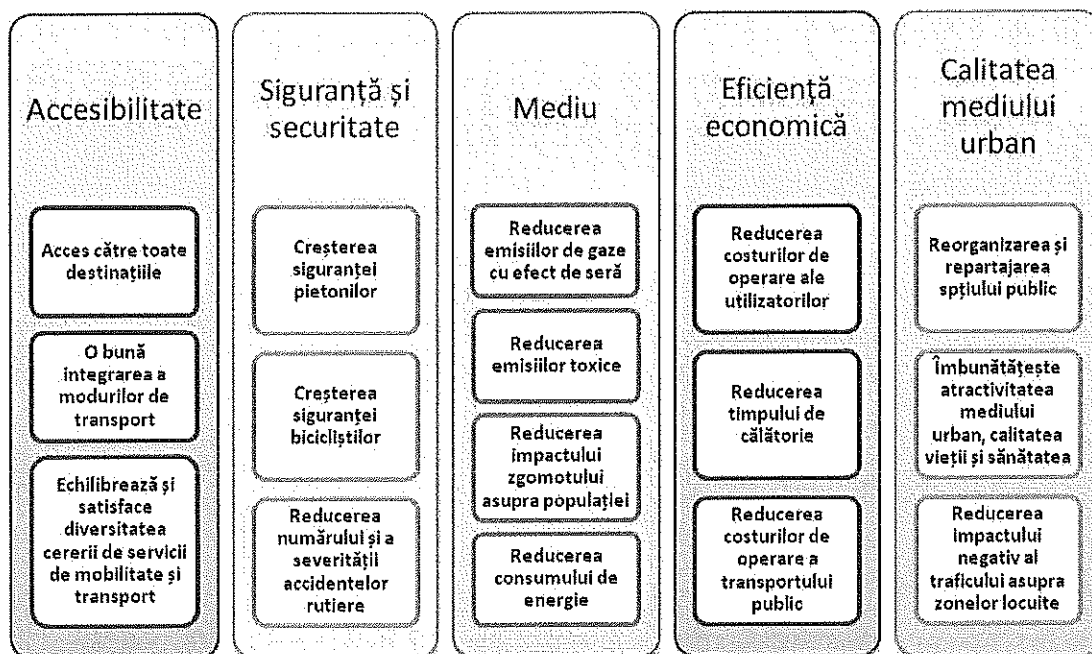 Accesibilitate
Acces către toate
destinațiile
O bună
integrarea a
modurilor de
transport
Echilibrează și
satisface
diversitatea
cererii de servicii
de mobilitate și
transport
Siguranță și
securitate
Creșterea
siguranței
pietonilor
Creșterea
siguranței
bicicliștilor
Reducerea
numărului și a
severității
accidentelor
rutiere
Mediu
Reducerea
emisiilor de gaze
cu efect de seră
Reducerea
emisiilor toxice
Reducerea
impactului
zgomotului
asupra populației
Reducerea
consumului de
energie
Eficiență
economică
Reducerea
costurilor de
operare ale
utilizatorilor
Reducerea
timpului de
călătorie
Reducerea
costurilor de
operare a
transportului
public
Calitatea
mediului
urban
Reorganizarea și
repartajarea
spțiului public
Îmbunătățește
atractivitatea
mediului
urban, calitatea
vieții și sănătatea
Reducerea
impactului
negativ al
traficului asupra
zonelor locuite